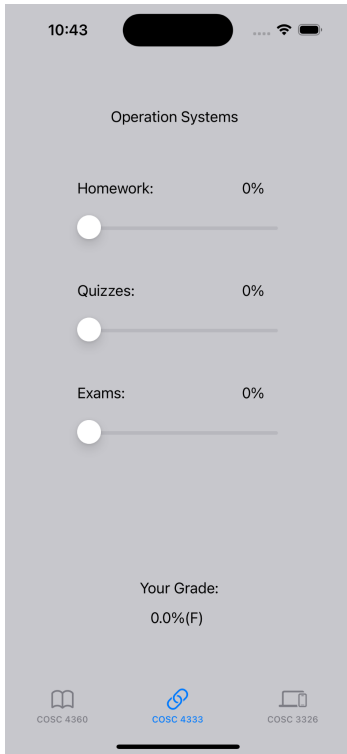 10:43
Operation Systems
Homework: 0%
Quizzes: 0%
Exams: 0%
Your Grade:
0.0%(F)
COSC 4360 COSC 4333 COSC 3326